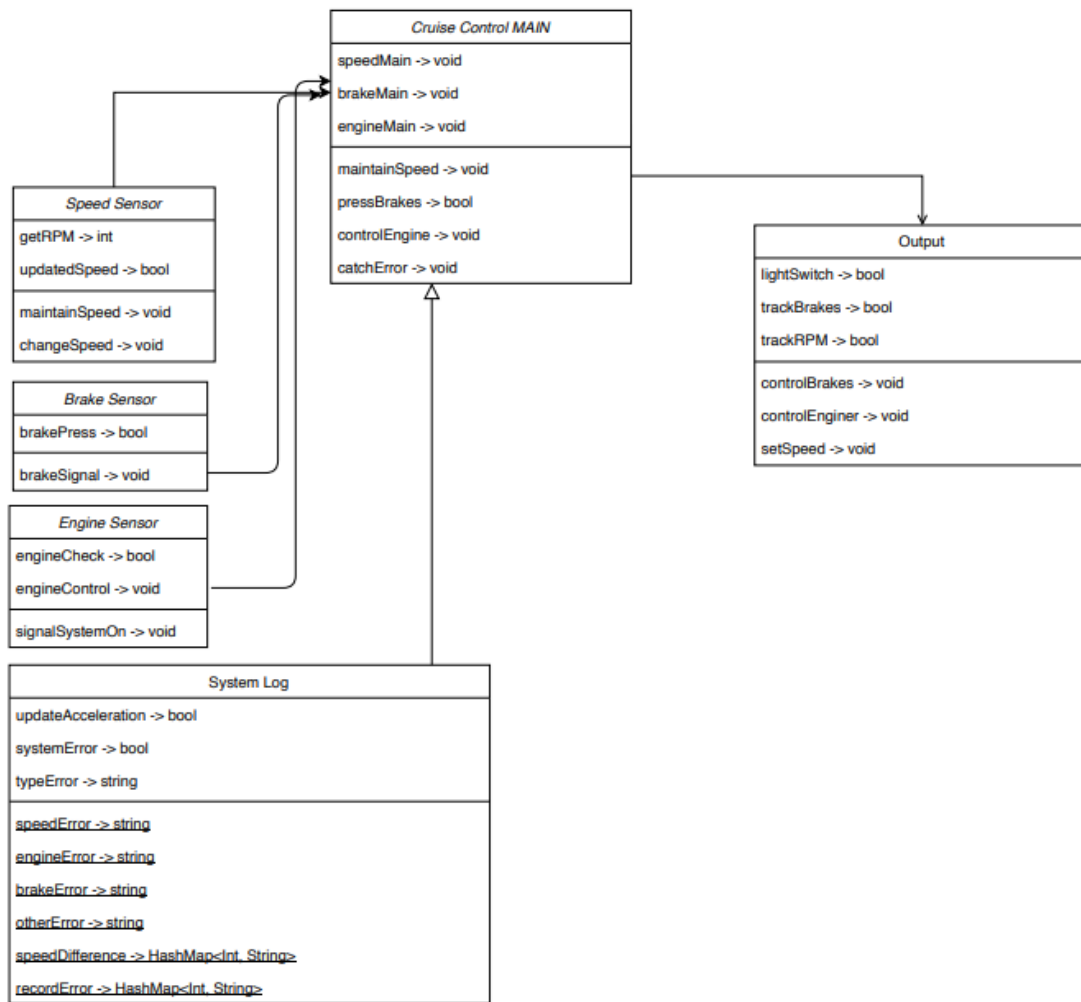 Cruise Control MAIN
speedMain -> void
brakeMain -> void
engineMain -> void
maintainSpeed -> void
pressBrakes -> bool
controlEngine -> void
catchError -> void
Speed Sensor
getRPM -> int
updatedSpeed -> bool
maintainSpeed -> void
changeSpeed -> void
Output
lightSwitch -> bool
trackBrakes -> bool
trackRPM -> bool
controlBrakes -> void
controlEnginer -> void
setSpeed -> void
Brake Sensor
brakePress -> bool
brakeSignal -> void
Engine Sensor
engineCheck -> bool
engineControl -> void
signalSystemOn -> void
System Log
updateAcceleration -> bool
systemError -> bool
typeError -> string
speedError -> string
engineError -> string
brakeError -> string
otherError -> string
speedDifference -> HashMap<Int, String>
recordError -> HashMap<Int, String>